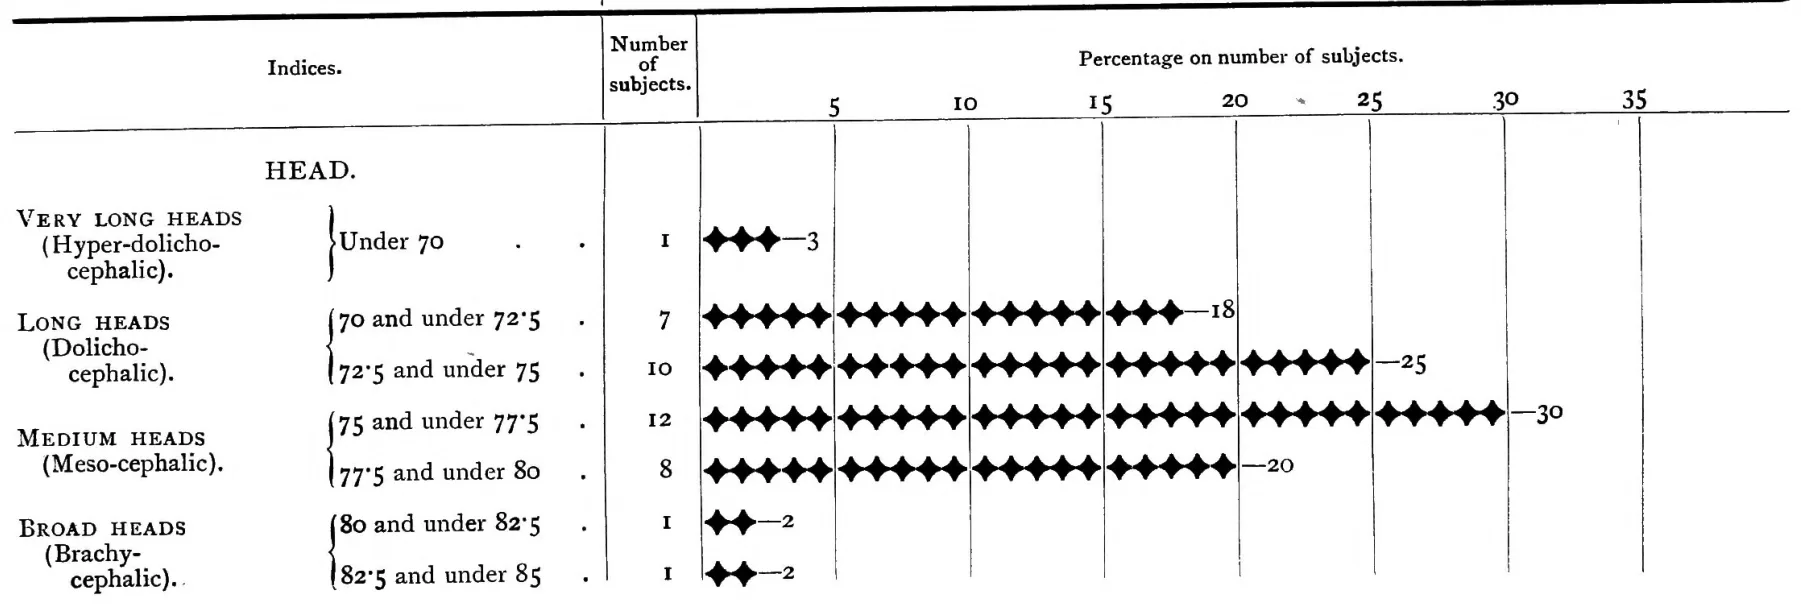 Indices.
Number
of
subjects.
Percentage on number of subjects.
5 10 15 20 25 30 35
HEAD.
VERY LONG HEADS
(Hyper-dolicho-
cephalic).
Under 70 . . 1 —3
LONG HEADS
(Dolicho-
cephalic).
70 and under 72·5 . 7 —18
72·5 and under 75 . 10 —25
MEDIUM HEADS
(Meso-cephalic).
75 and under 77·5 . 12 —30
77·5 and under 80 . 8 —20
BROAD HEADS
(Brachy-
cephalic).
80 and under 82·5 . 1 —2
82·5 and under 85 . 1 —2